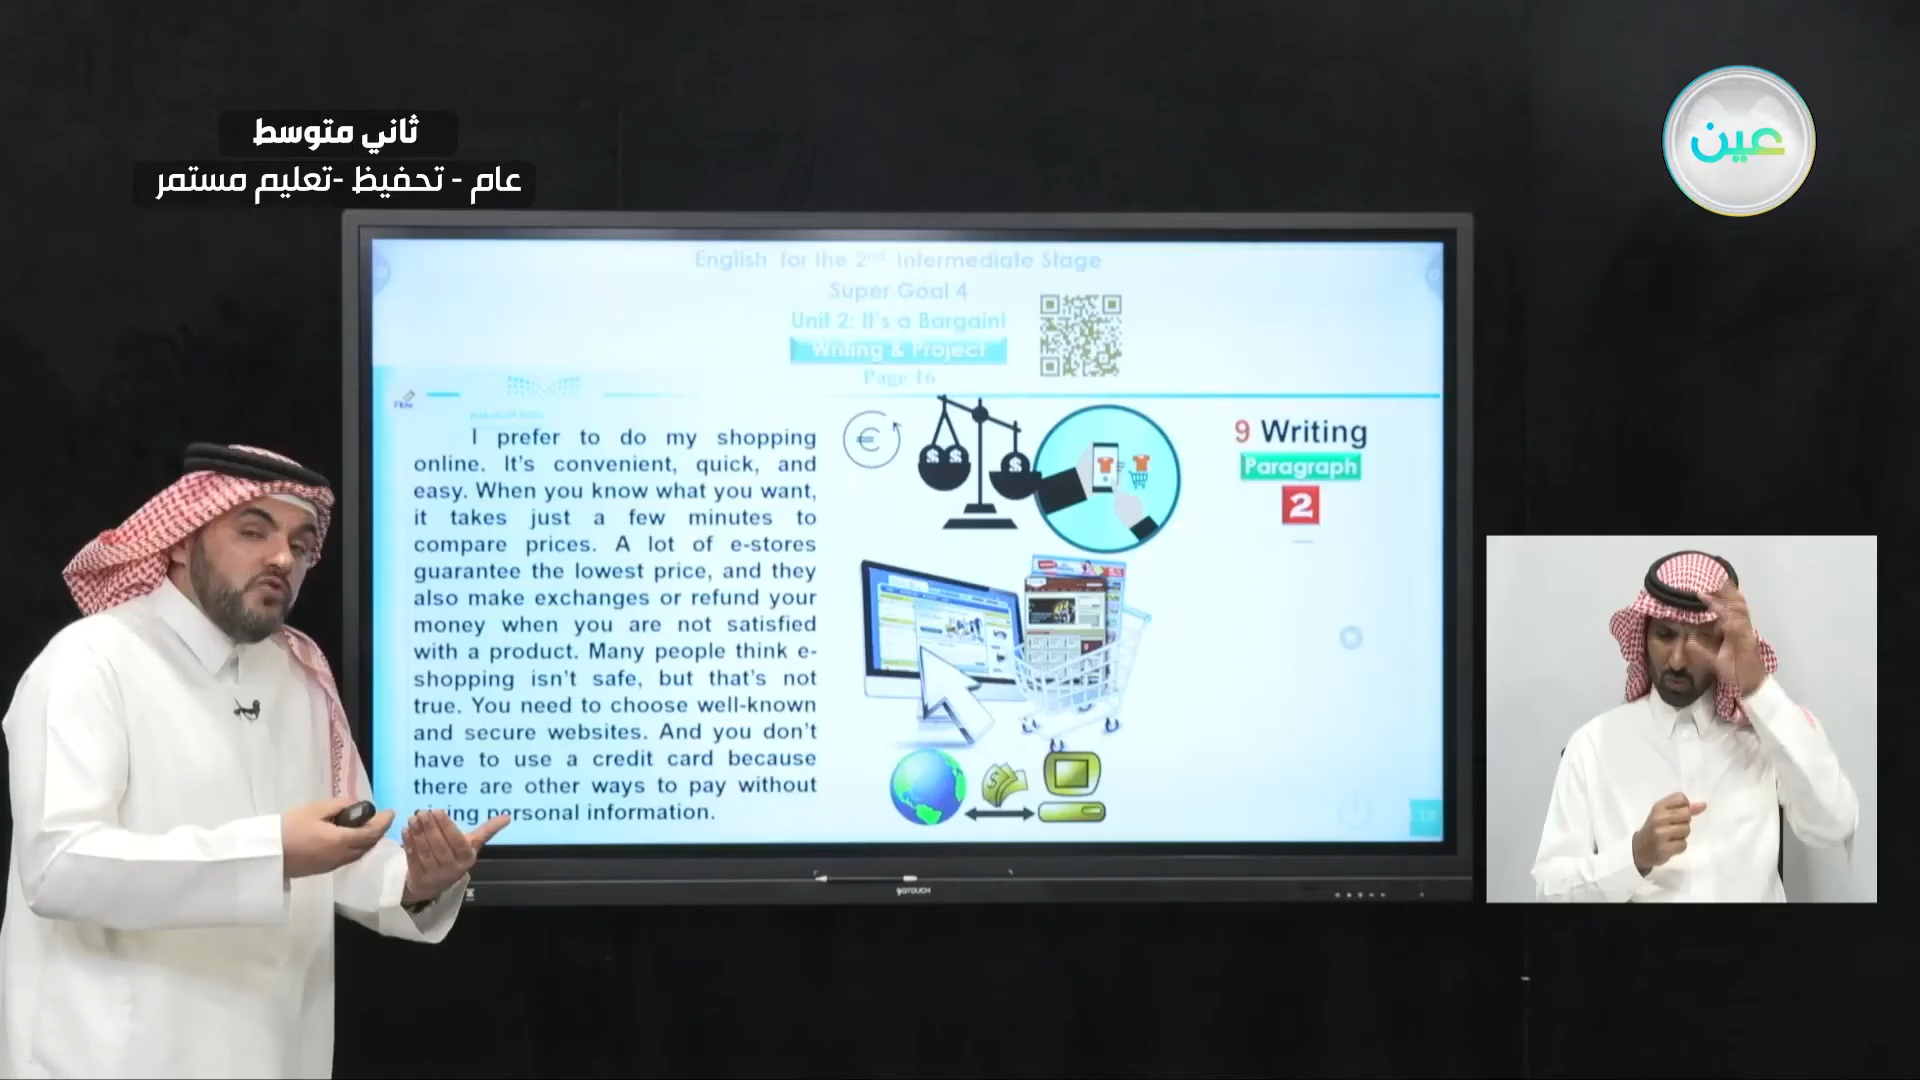 ثاني متوسط
عام - تحفيظ -تعليم مستمر
عين
English for the 2nd Intermediate Stage
Super Goal 4
Unit 2: It's a Bargain!
Writing & Project
Page 16
I prefer to do my shopping
online. It's convenient, quick, and
easy. When you know what you want,
it takes just a few minutes to
compare prices. A lot of e-stores
guarantee the lowest price, and they
also make exchanges or refund your
money when you are not satisfied
with a product. Many people think e-
shopping isn't safe, but that's not
true. You need to choose well-known
and secure websites. And you don't
have to use a credit card because
there are other ways to pay without
personal information.
9 Writing
Paragraph
2